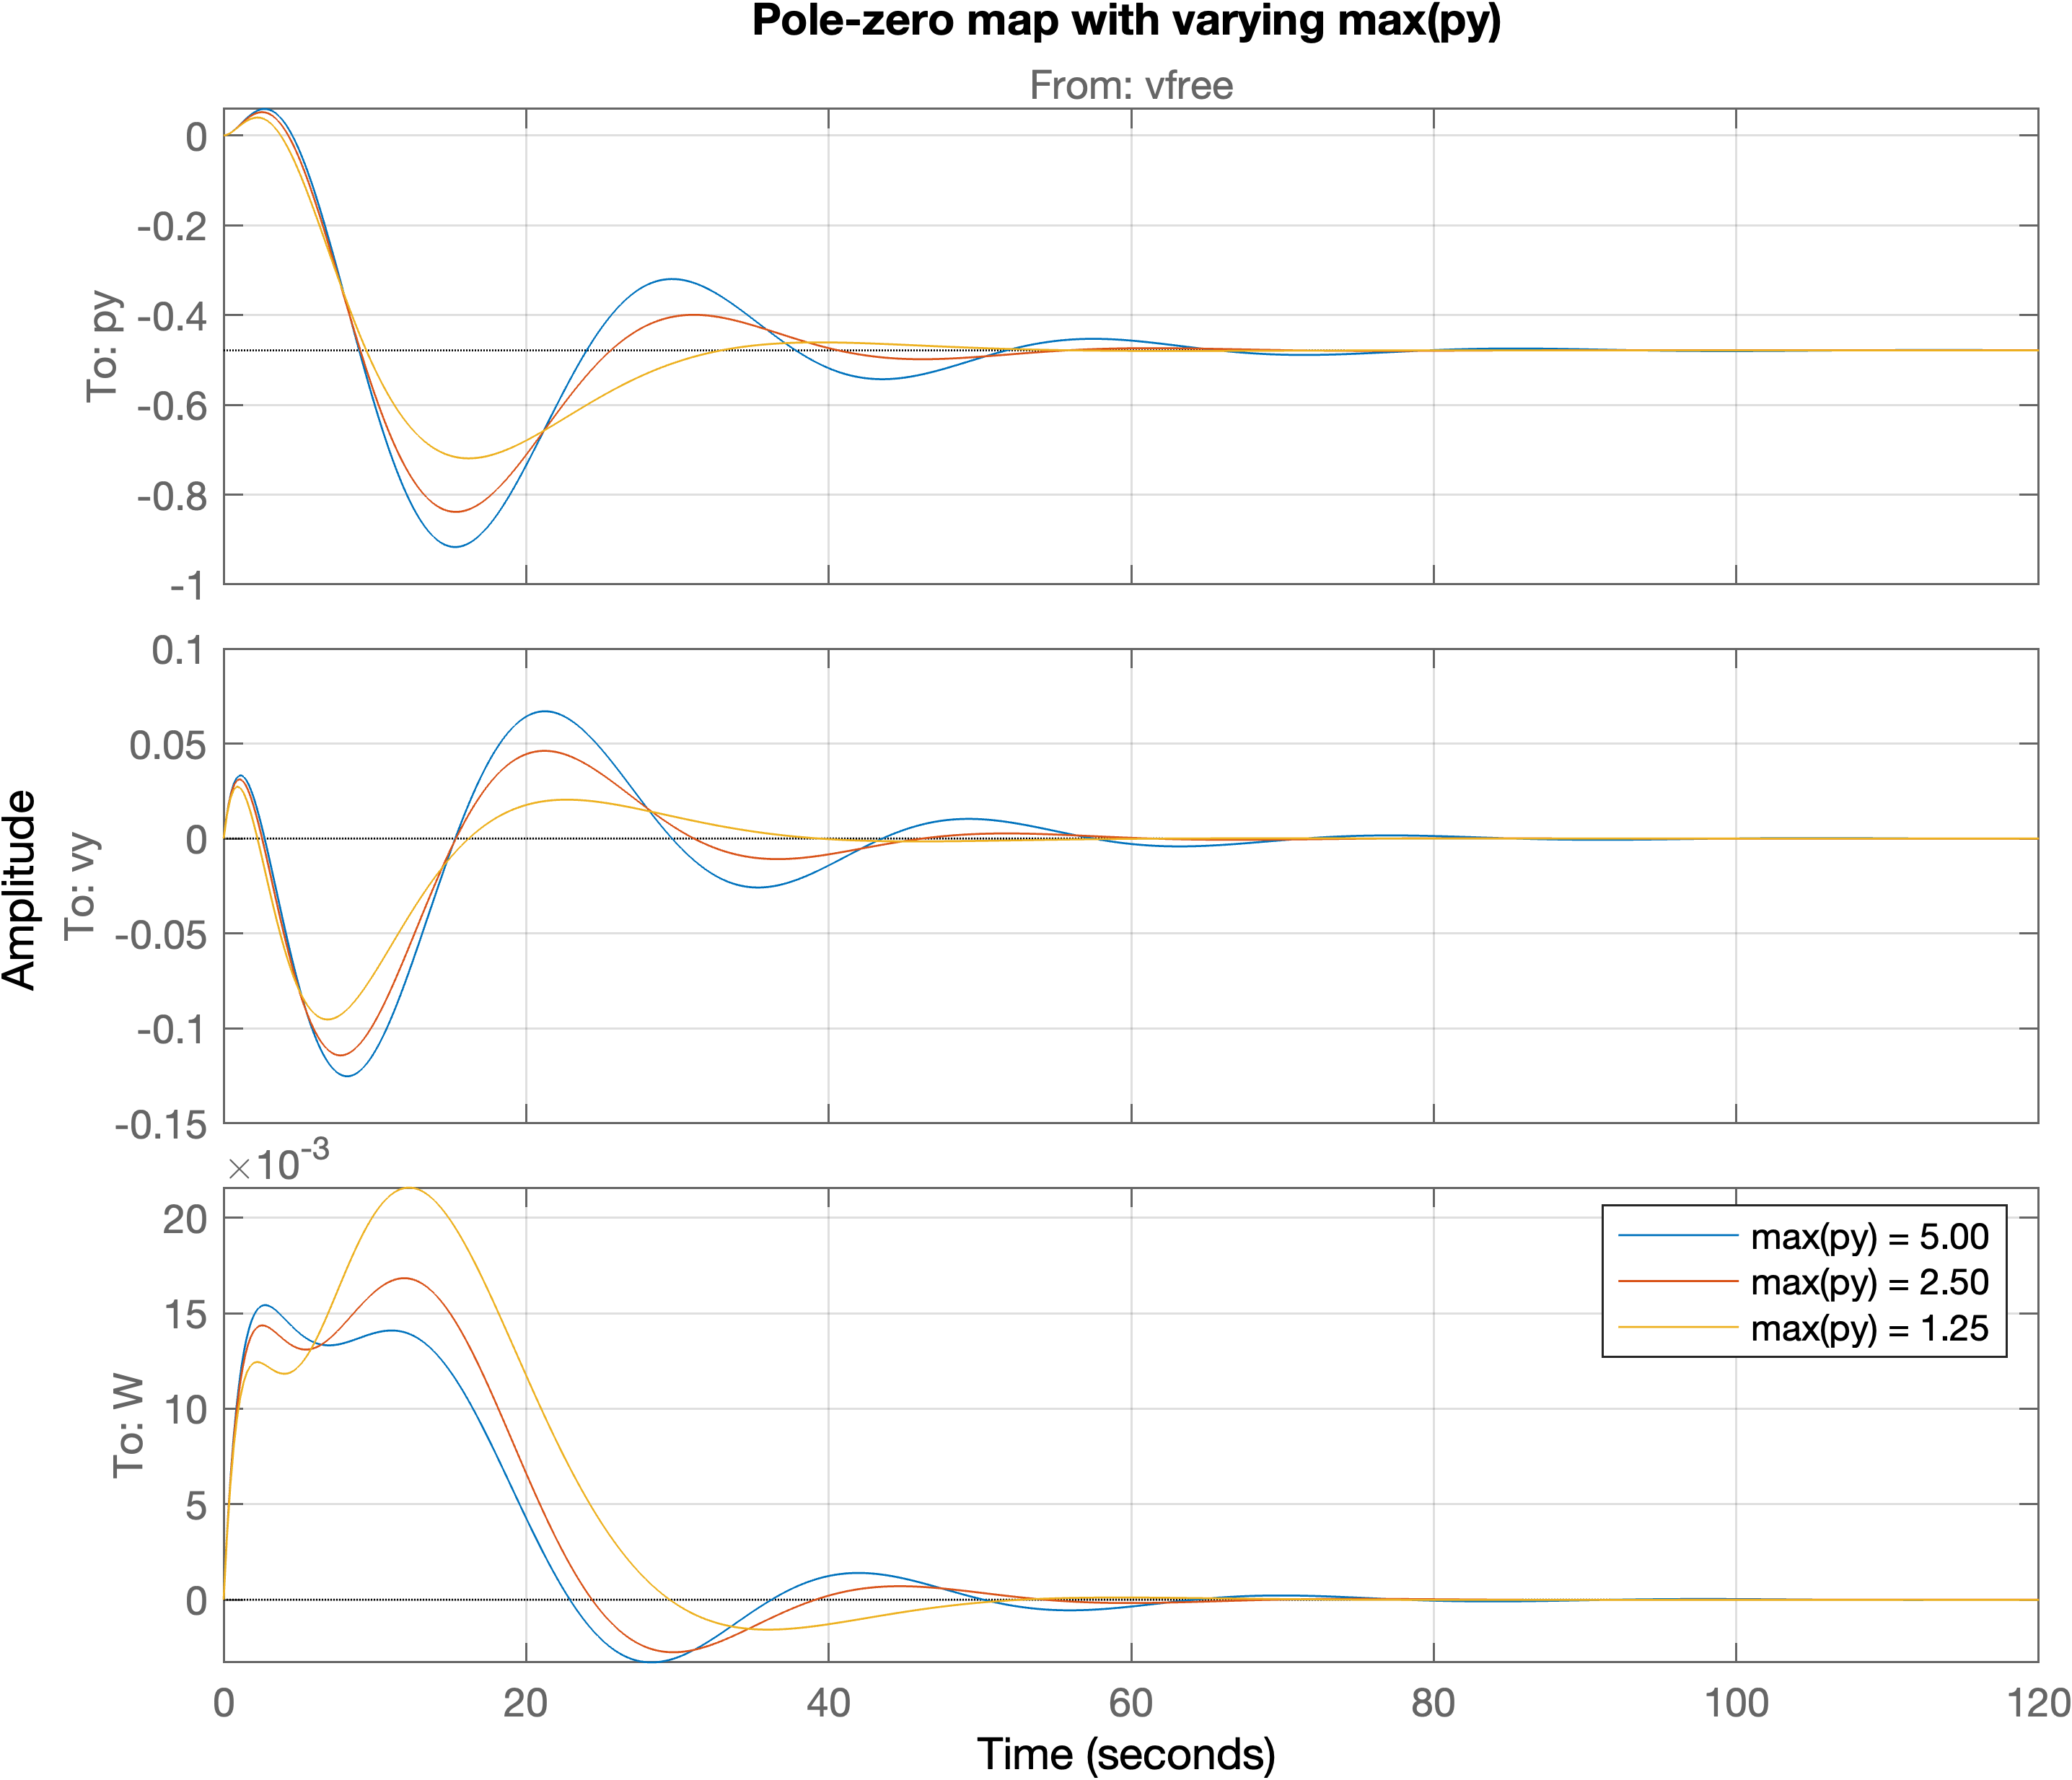 Pole-zero map with varying max(py)
From: vfree
0
-0.2
-0.4
-0.6
-0.8
-1
To: py
0.1
0.05
0
-0.05
-0.1
-0.15
To: vy
Amplitude
×10-3
20
15
10
5
0
To: W
max(py) = 5.00
max(py) = 2.50
max(py) = 1.25
0 20 40 60 80 100 120
Time (seconds)